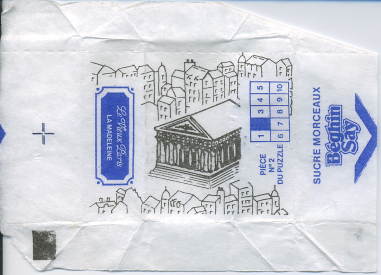 Le Vieux Paris
LA MADELEINE
3 4 5
8 9 10
1
6 7
PIÈCE
N° 2
DU PUZZLE
SUCRE MORCEAUX
Béghin
Say